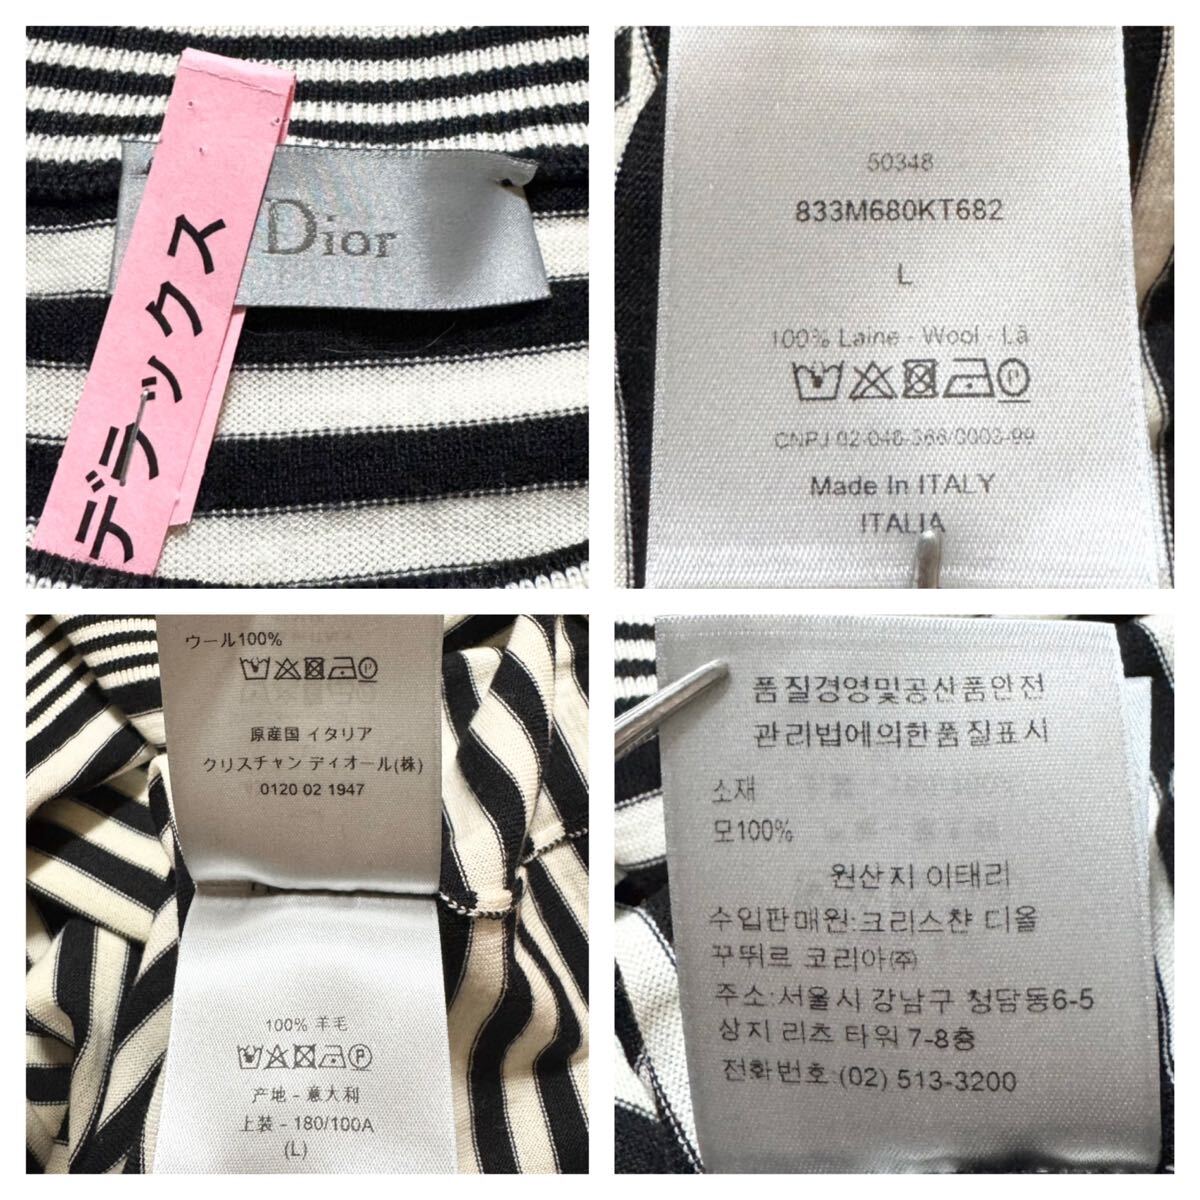 デラックス
Dior
50348
833M680KT682
L
100% Laine - Wool - Lã
CNPJ 02-046-366/0003-99
Made In ITALY
ITALIA
ウール100%
原産国 イタリア
クリスチャン ディオール(株)
0120 02 1947
100% 羊毛
产地 - 意大利
上装 - 180/100A
(L)
품질경영및공산품안전
관리법에의한품질표시
소재
모100%
원산지 이태리
수입판매원:크리스챤 디올
꾸뛰르 코리아㈜
주소:서울시 강남구 청담동6-5
상지 리츠 타워 7-8층
전화번호:(02) 513-3200